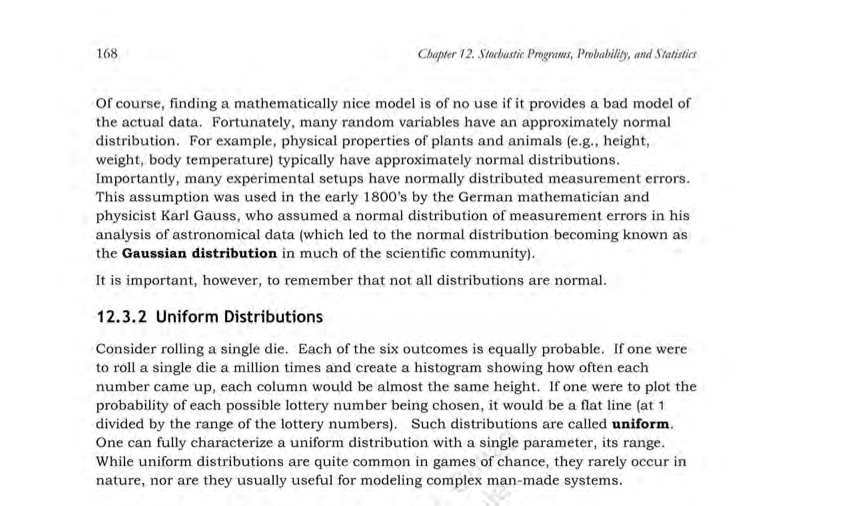 168
Chapter 12. Stochastic Programs, Probability, and Statistics
Of course, finding a mathematically nice model is of no use if it provides a bad model of
the actual data.  Fortunately, many random variables have an approximately normal
distribution.  For example, physical properties of plants and animals (e.g., height,
weight, body temperature) typically have approximately normal distributions.
Importantly, many experimental setups have normally distributed measurement errors.
This assumption was used in the early 1800's by the German mathematician and
physicist Karl Gauss, who assumed a normal distribution of measurement errors in his
analysis of astronomical data (which led to the normal distribution becoming known as
the Gaussian distribution in much of the scientific community).
It is important, however, to remember that not all distributions are normal.
12.3.2 Uniform Distributions
Consider rolling a single die.  Each of the six outcomes is equally probable.  If one were
to roll a single die a million times and create a histogram showing how often each
number came up, each column would be almost the same height.  If one were to plot the
probability of each possible lottery number being chosen, it would be a flat line (at 1
divided by the range of the lottery numbers).  Such distributions are called uniform.
One can fully characterize a uniform distribution with a single parameter, its range.
While uniform distributions are quite common in games of chance, they rarely occur in
nature, nor are they usually useful for modeling complex man-made systems.